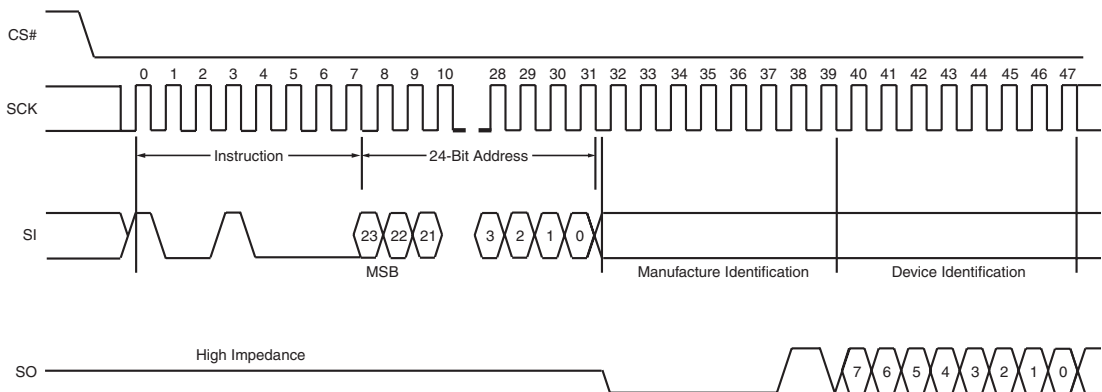 CS#
0 1 2 3 4 5 6 7 8 9 10 28 29 30 31 32 33 34 35 36 37 38 39 40 41 42 43 44 45 46 47
SCK
Instruction 24-Bit Address
SI 23 22 21 3 2 1 0
MSB Manufacture Identification Device Identification
High Impedance
SO 7 6 5 4 3 2 1 0